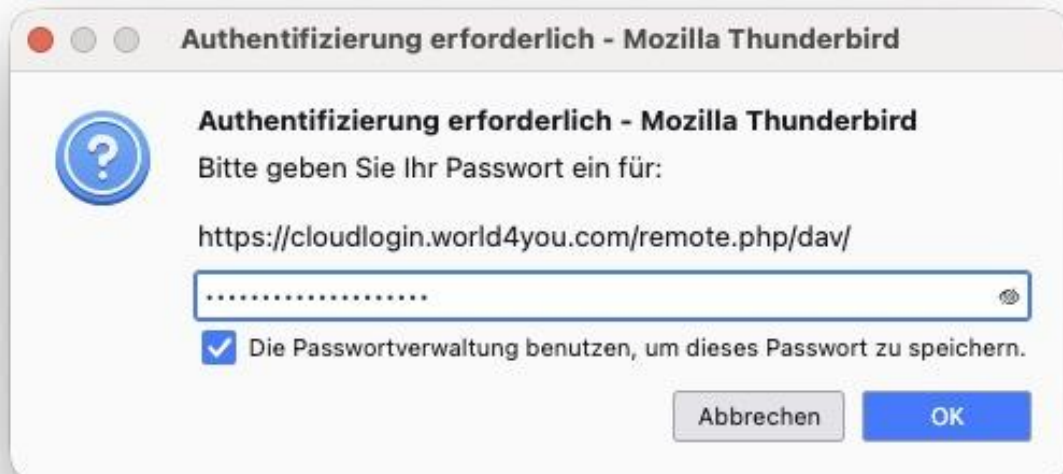 Authentifizierung erforderlich - Mozilla Thunderbird
Authentifizierung erforderlich - Mozilla Thunderbird
Bitte geben Sie Ihr Passwort ein für:
https://cloudlogin.world4you.com/remote.php/dav/
••••••••••••••••••••
Die Passwortverwaltung benutzen, um dieses Passwort zu speichern.
Abbrechen
OK